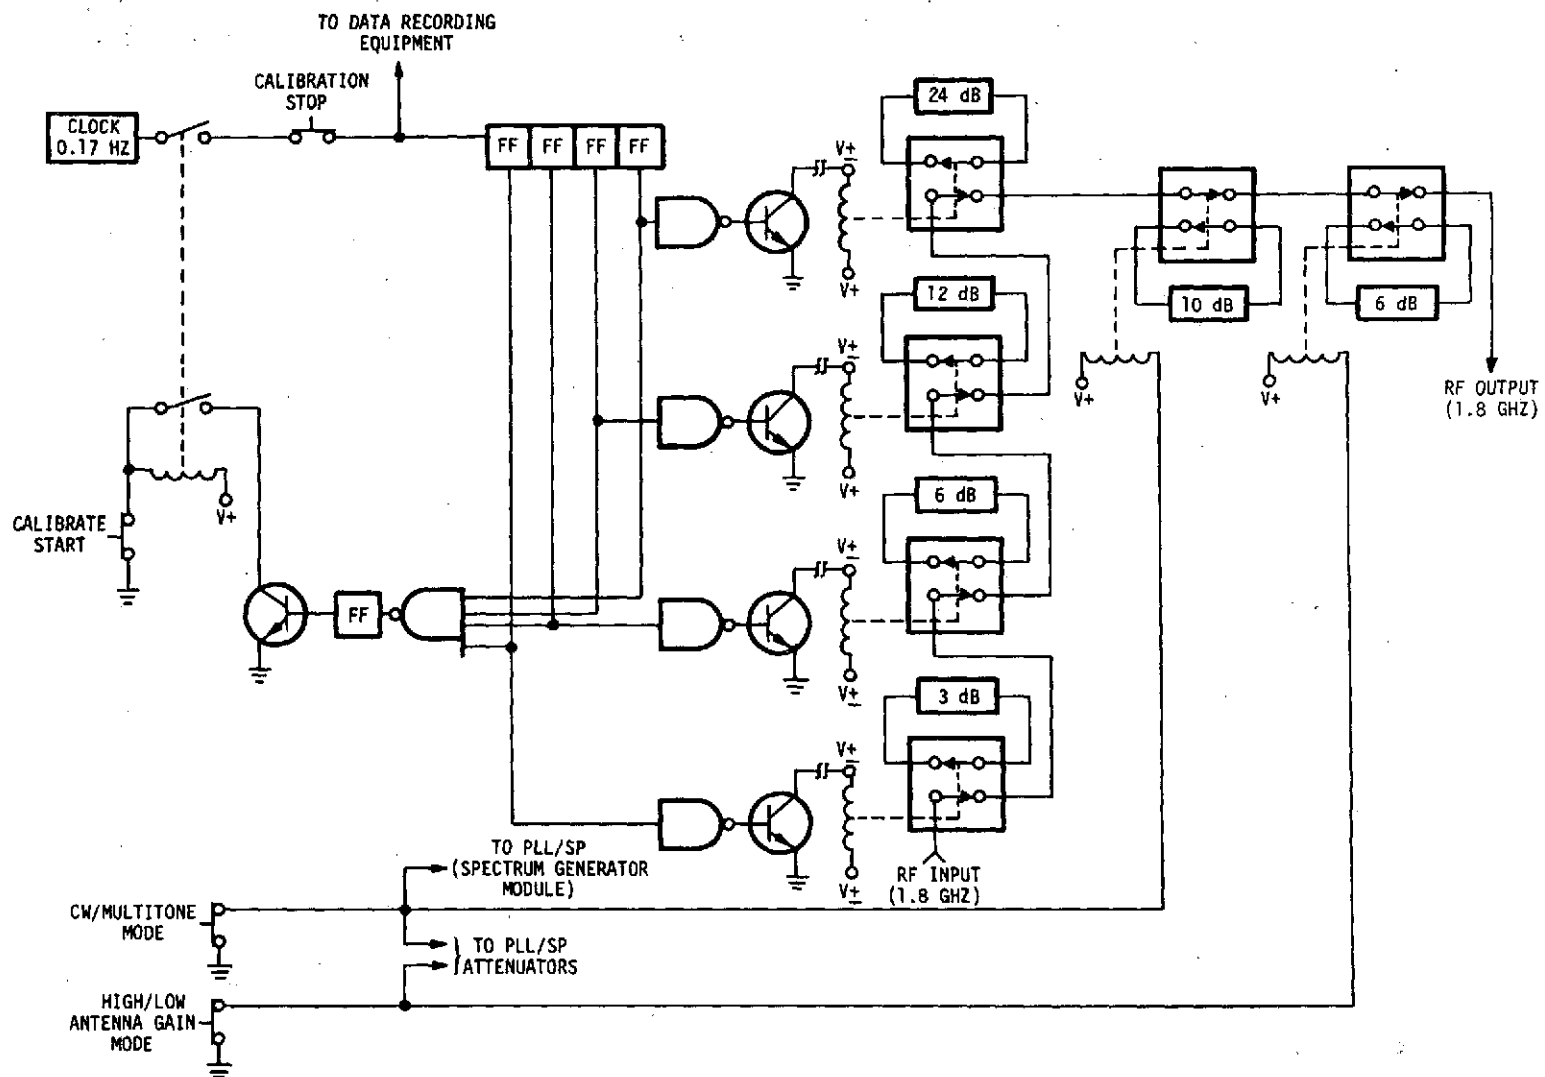 TO DATA RECORDING
EQUIPMENT
CALIBRATION
STOP
CLOCK
0.17 HZ
FF FF FF FF
24 dB
V+
V+
12 dB
V+
V+
10 dB
6 dB
V+
V+
RF OUTPUT
(1.8 GHZ)
V+
CALIBRATE
START
6 dB
V+
V+
FF
3 dB
V+
V+
RF INPUT
(1.8 GHZ)
TO PLL/SP
(SPECTRUM GENERATOR
MODULE)
CW/MULTITONE
MODE
TO PLL/SP
ATTENUATORS
HIGH/LOW
ANTENNA GAIN
MODE